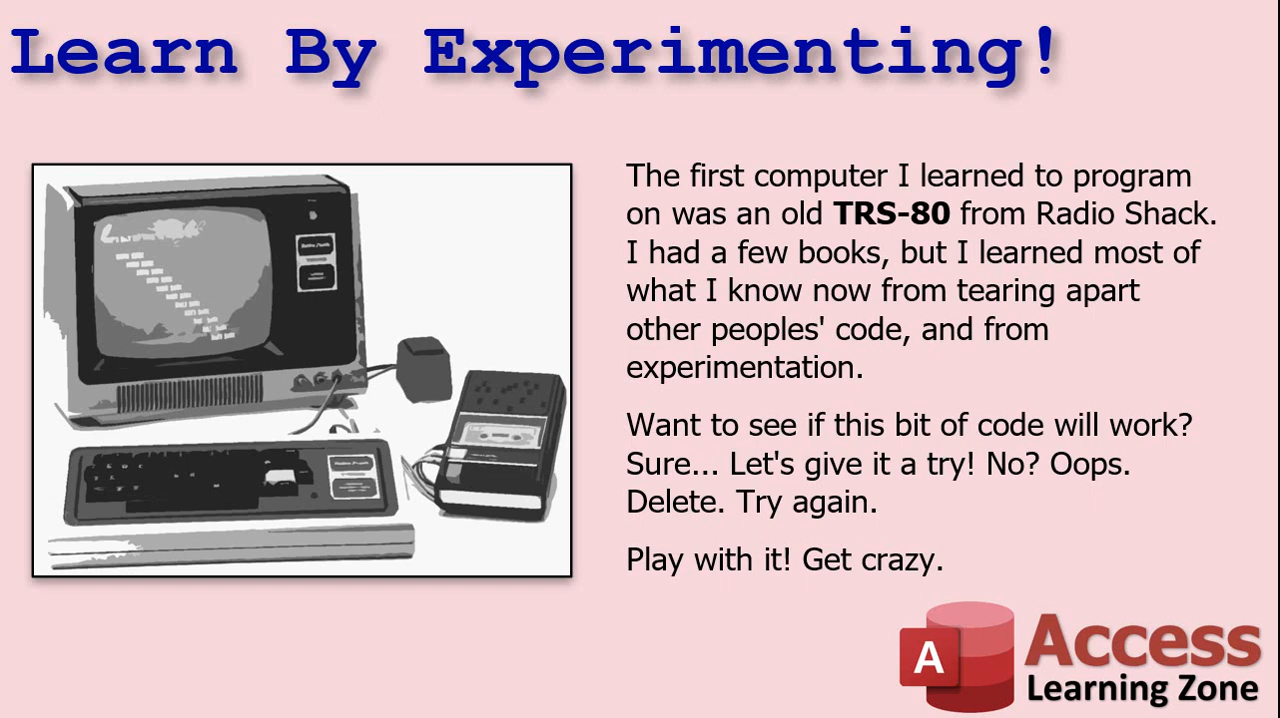 Learn By Experimenting!
The first computer I learned to program
on was an old TRS-80 from Radio Shack.
I had a few books, but I learned most of
what I know now from tearing apart
other peoples' code, and from
experimentation.
Want to see if this bit of code will work?
Sure... Let's give it a try! No? Oops.
Delete. Try again.
Play with it! Get crazy.
A
Access
Learning Zone